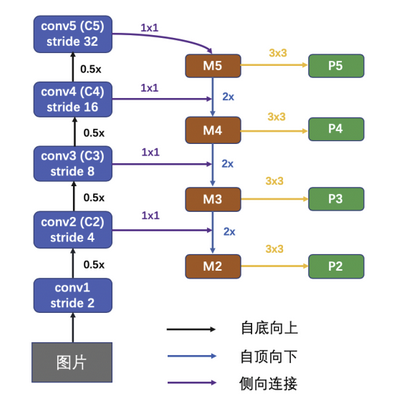 conv5 (C5)
stride 32
1x1
0.5x
3x3
M5
P5
conv4 (C4)
stride 16
1x1
2x
0.5x
3x3
M4
P4
conv3 (C3)
stride 8
1x1
2x
0.5x
3x3
M3
P3
conv2 (C2)
stride 4
1x1
2x
0.5x
3x3
M2
P2
conv1
stride 2
图片
自底向上
自顶向下
侧向连接